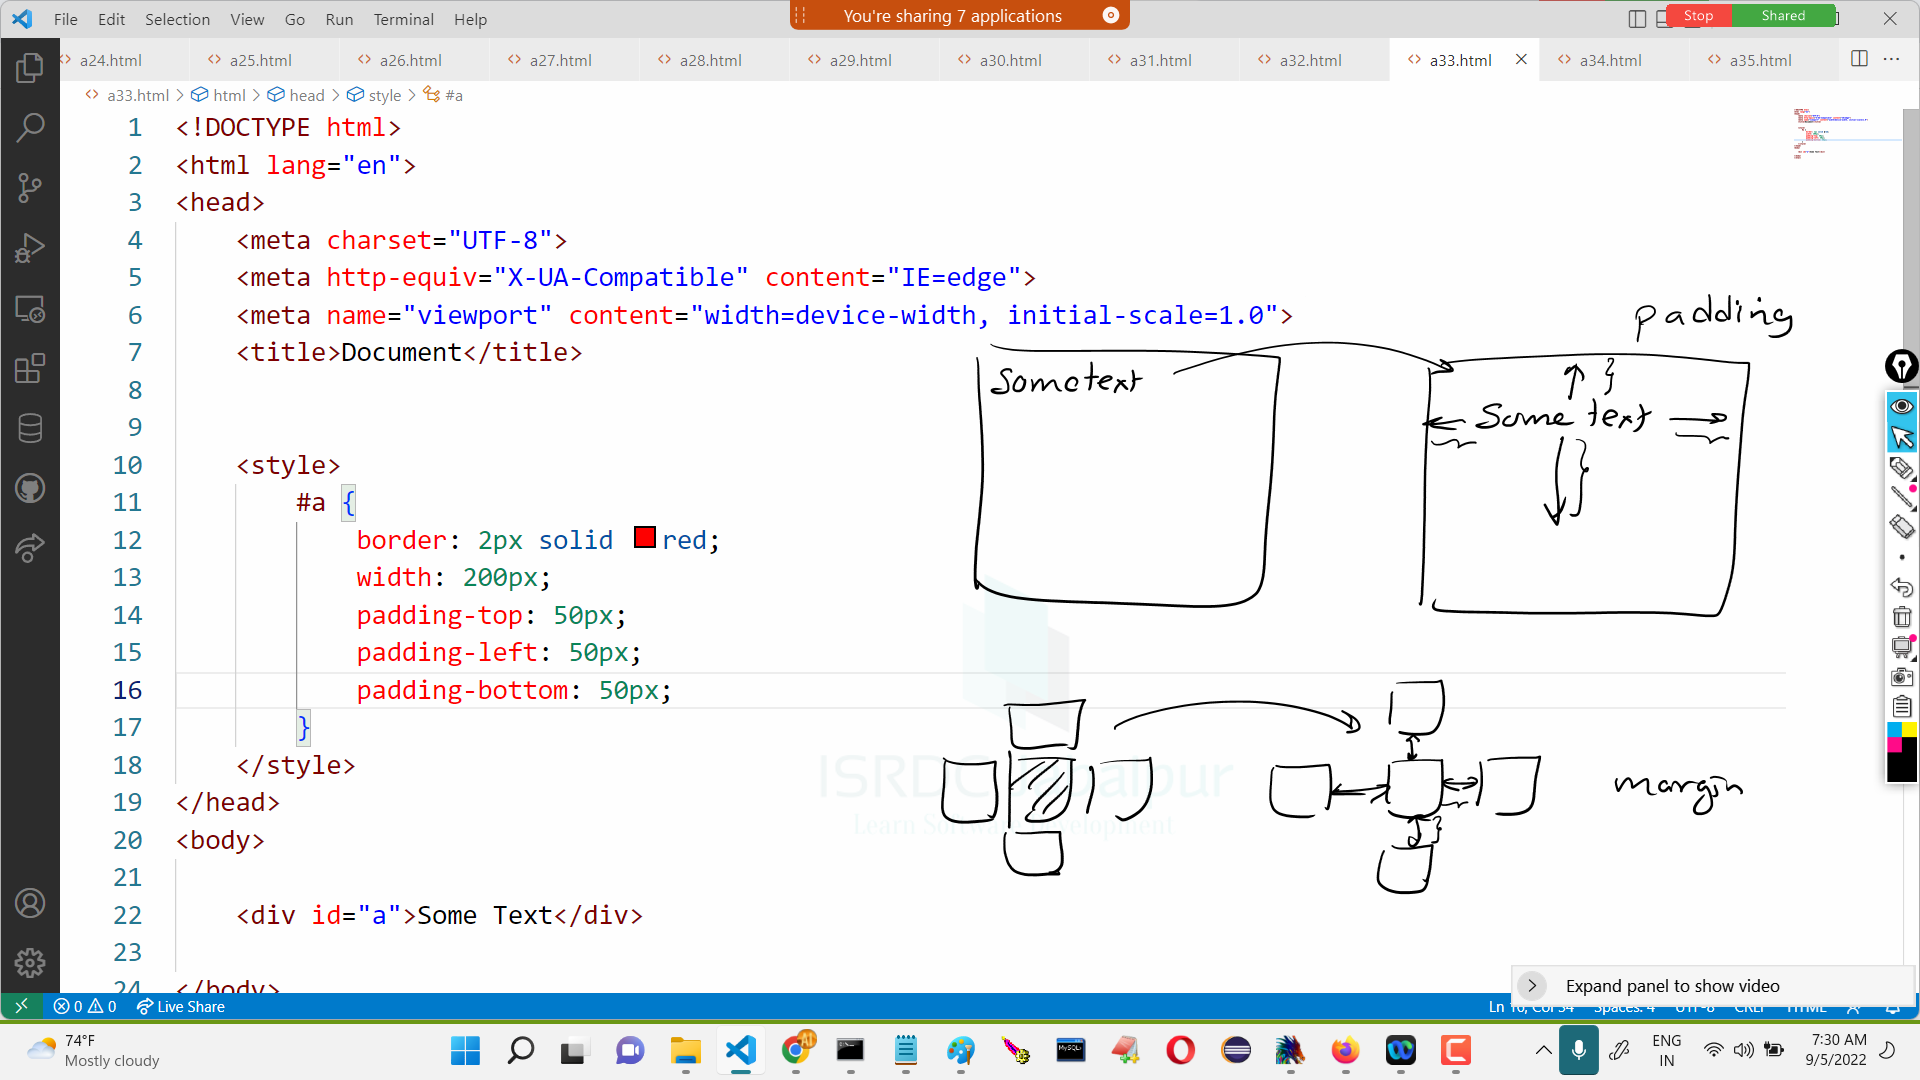 File Edit Selection View Go Run Terminal Help
You're sharing 7 applications
Stop Shared
a24.html a25.html a26.html a27.html a28.html a29.html a30.html a31.html a32.html a33.html a34.html a35.html
a33.html > html > head > style > #a
1 <!DOCTYPE html>
2 <html lang="en">
3 <head>
4 <meta charset="UTF-8">
5 <meta http-equiv="X-UA-Compatible" content="IE=edge">
6 <meta name="viewport" content="width=device-width, initial-scale=1.0">
7 <title>Document</title>
8
9
10 <style>
11 #a {
12 border: 2px solid red;
13 width: 200px;
14 padding-top: 50px;
15 padding-left: 50px;
16 padding-bottom: 50px;
17 }
18 </style>
19 </head>
20 <body>
21
22 <div id="a">Some Text</div>
23
24 </body>
padding
Some text
Some text
margin
ISRDC Jabalpur
Learn Software Development
Expand panel to show video
0 0 Live Share
Ln 16, Col 34 Spaces: 4 UTF-8 CRLF HTML
74°F
Mostly cloudy
ENG
IN
7:30 AM
9/5/2022